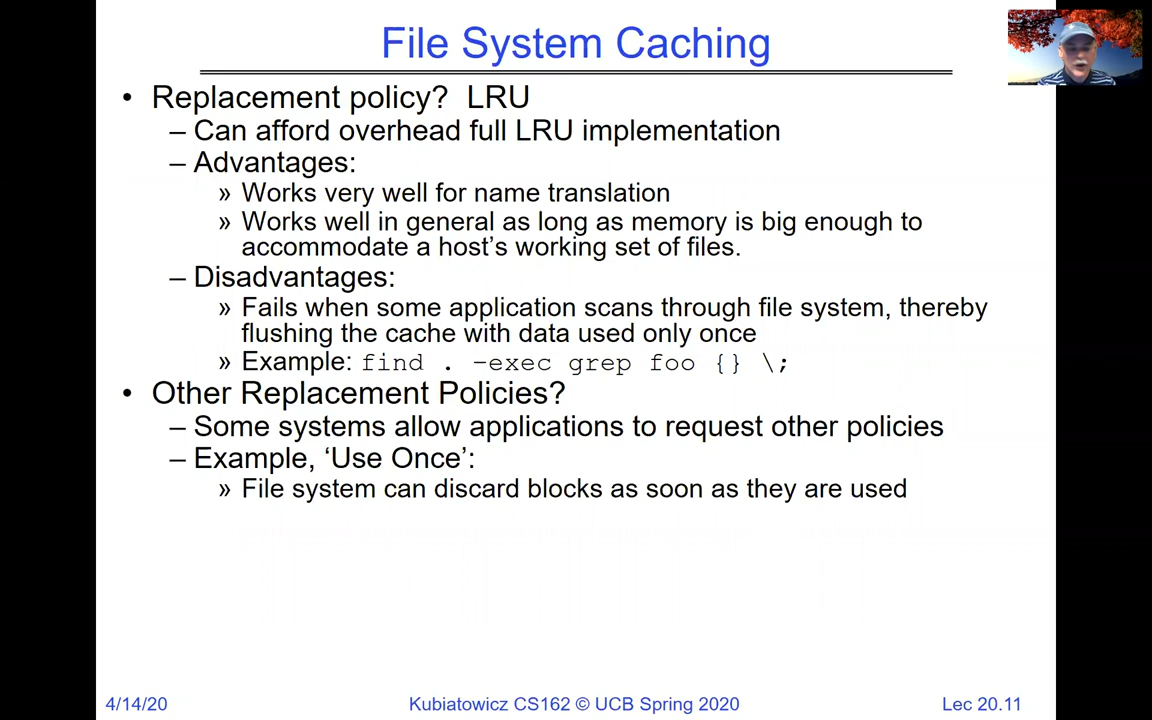 File System Caching
• Replacement policy? LRU
– Can afford overhead full LRU implementation
– Advantages:
» Works very well for name translation
» Works well in general as long as memory is big enough to
accommodate a host’s working set of files.
– Disadvantages:
» Fails when some application scans through file system, thereby
flushing the cache with data used only once
» Example: find . –exec grep foo {} \;
• Other Replacement Policies?
– Some systems allow applications to request other policies
– Example, ‘Use Once’:
» File system can discard blocks as soon as they are used
4/14/20
Kubiatowicz CS162 © UCB Spring 2020
Lec 20.11